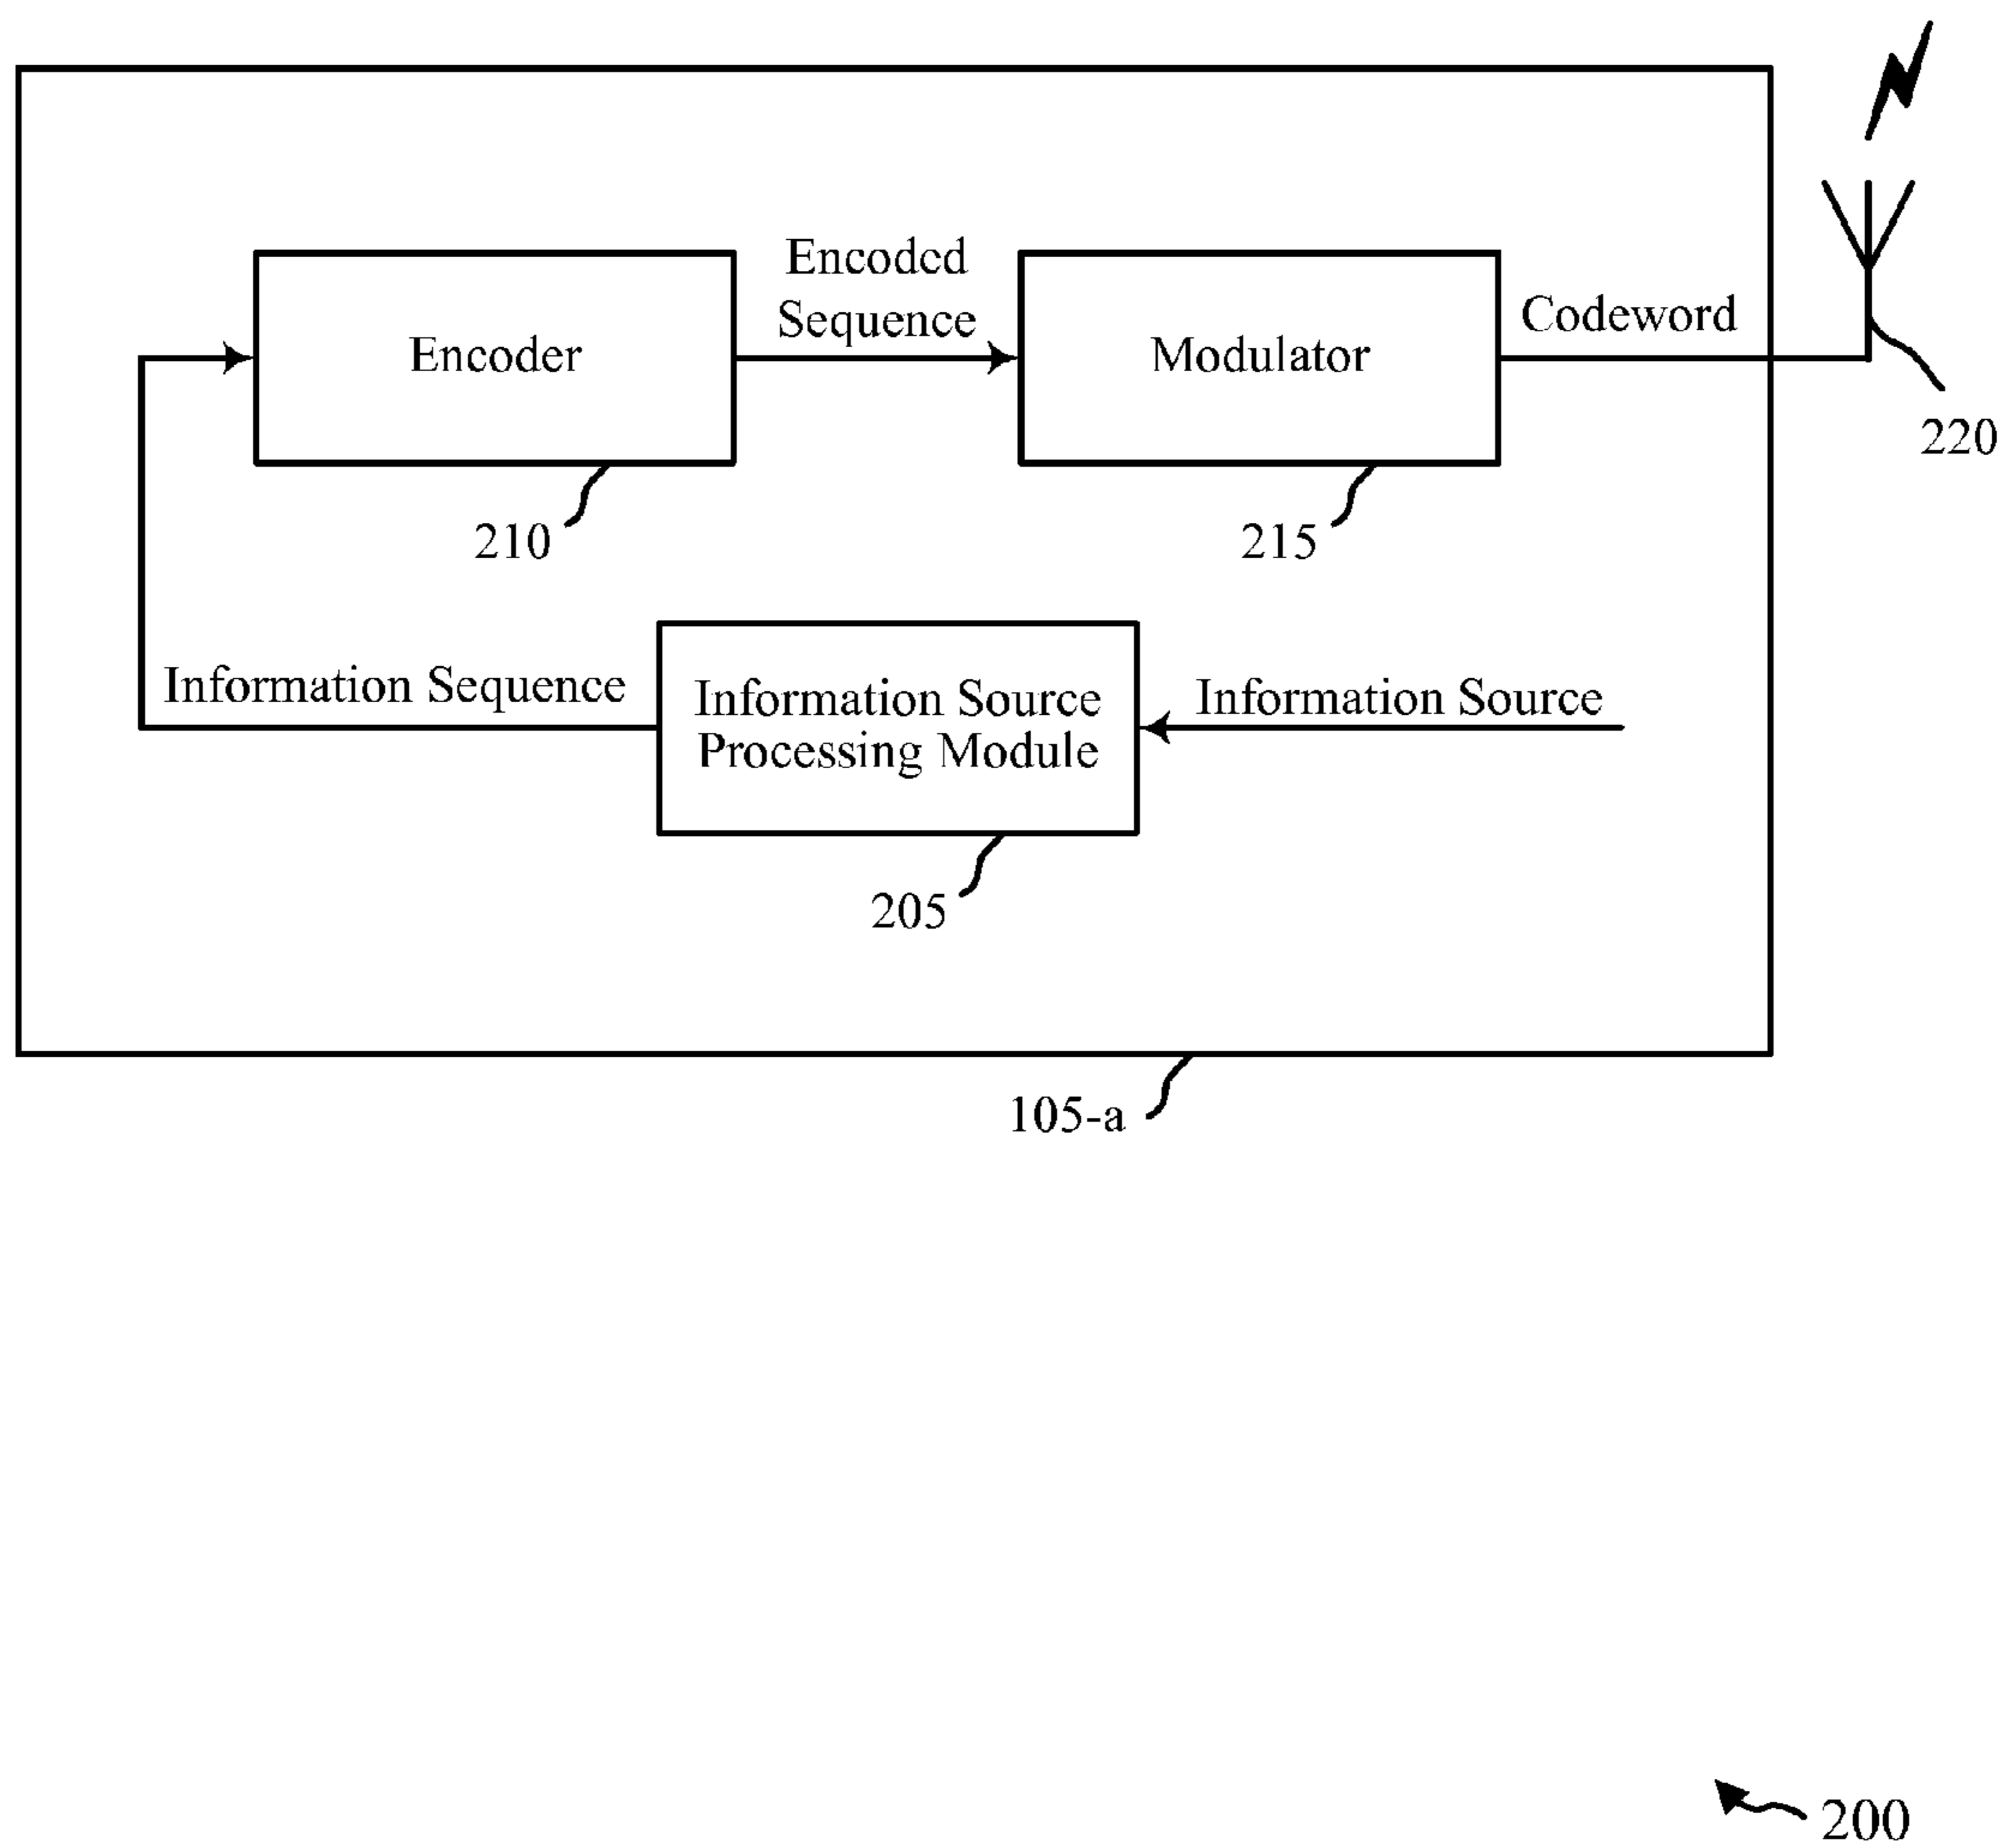 Encoded
Sequence
Encoder
Modulator
Codeword
220
210
215
Information Sequence
Information Source
Processing Module
Information Source
205
105-a
200